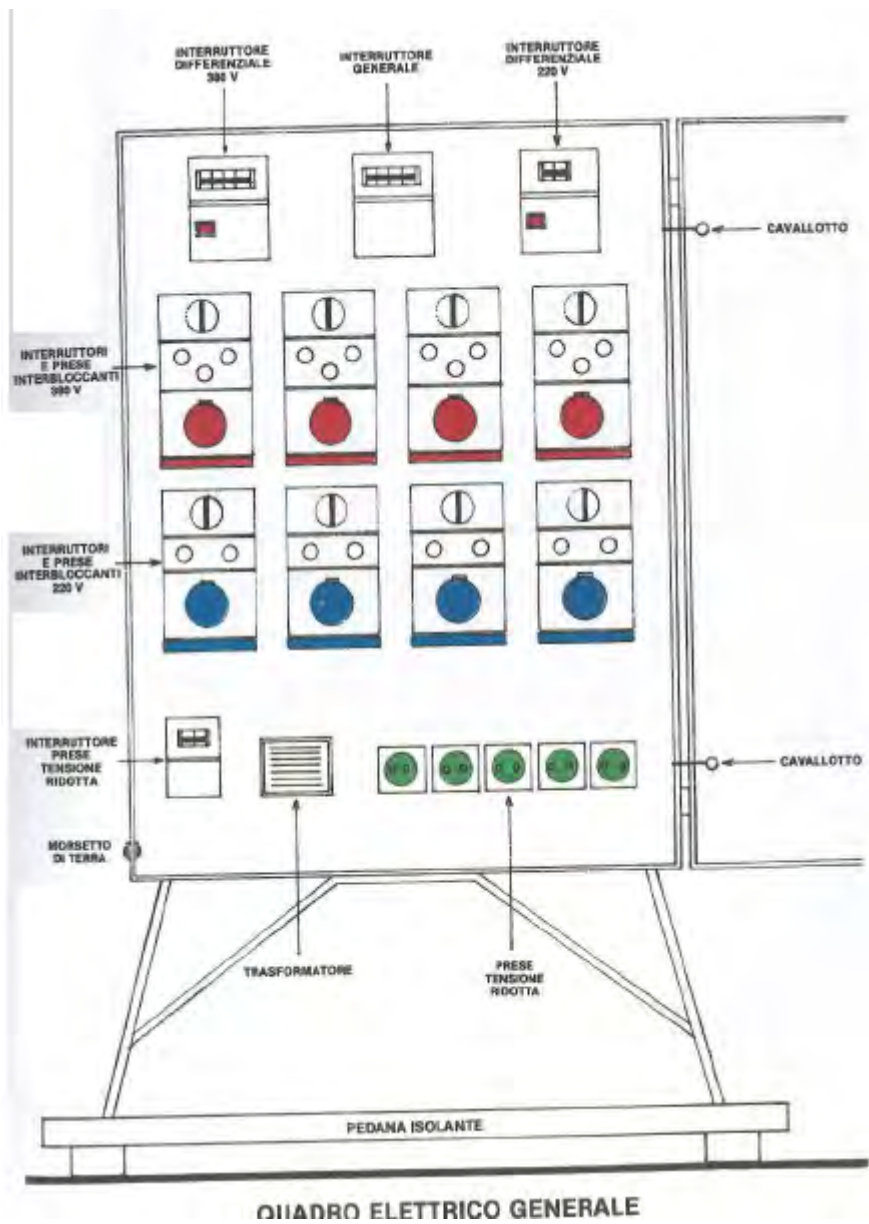 INTERRUTTORE
DIFFERENZIALE
380 V
INTERRUTTORE
GENERALE
INTERRUTTORE
DIFFERENZIALE
220 V
CAVALLOTTO
INTERRUTTORI
E PRESE
INTERBLOCCANTI
380 V
INTERRUTTORI
E PRESE
INTERBLOCCANTI
220 V
INTERRUTTORE
PRESE
TENSIONE
RIDOTTA
CAVALLOTTO
MORSETTO
DI TERRA
TRASFORMATORE
PRESE
TENSIONE
RIDOTTA
PEDANA ISOLANTE
QUADRO ELETTRICO GENERALE